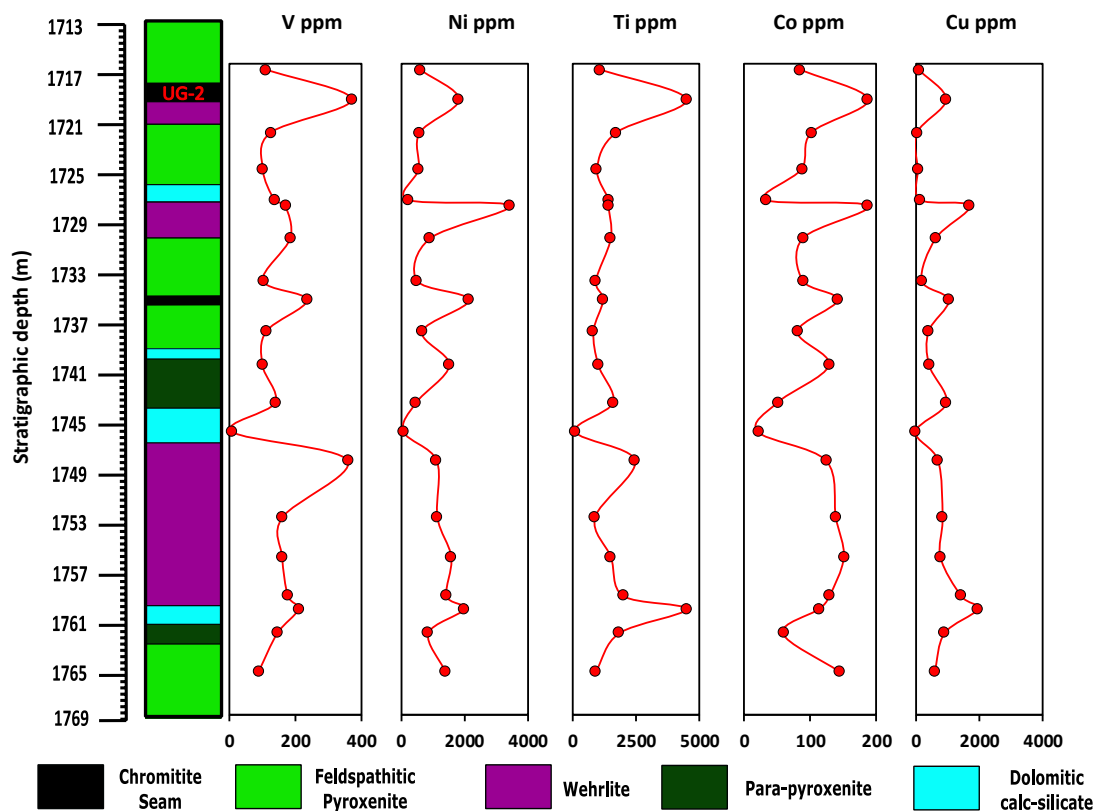 V ppm
Ni ppm
Ti ppm
Co ppm
Cu ppm
Stratigraphic depth (m)
1713
1717
1721
1725
1729
1733
1737
1741
1745
1749
1753
1757
1761
1765
1769
UG-2
0 200 400
0 2000 4000
0 2500 5000
0 100 200
0 2000 4000
Chromitite
Seam
Feldspathitic
Pyroxenite
Wehrlite
Para-pyroxenite
Dolomitic
calc-silicate